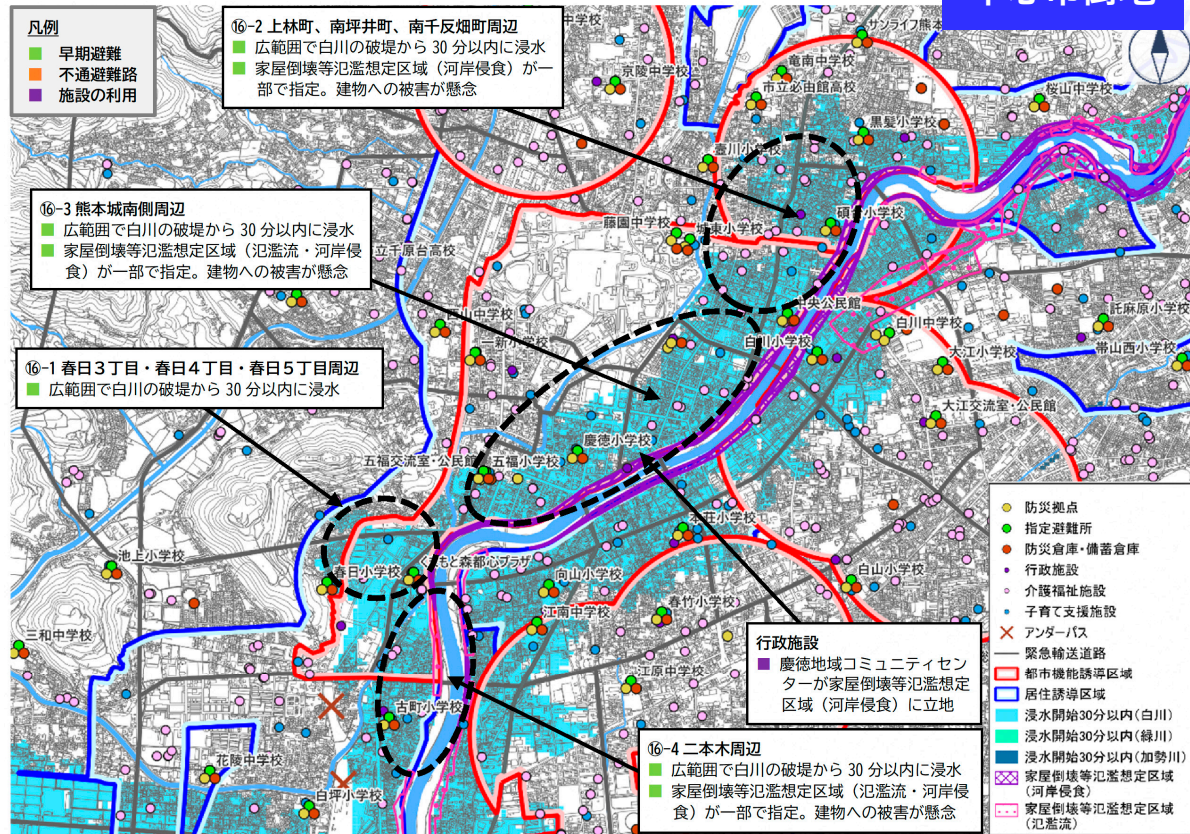 凡例
早期避難
不通避難路
施設の利用
⑯-2 上林町、南坪井町、南千反畑町周辺
広範囲で白川の破堤から 30 分以内に浸水
家屋倒壊等氾濫想定区域（河岸侵食）が一
部で指定。建物への被害が懸念
サンライフ熊本
京陵中学校
竜南中学校
市立必由館高校
桜山中学校
黒髪小学校
壺川小学校
⑯-3 熊本城南側周辺
広範囲で白川の破堤から 30 分以内に浸水
家屋倒壊等氾濫想定区域（氾濫流・河岸侵
食）が一部で指定。建物への被害が懸念
藤園中学校
城東小学校
碩台小学校
立千原台高校
中央公民館
西山中学校
白川中学校
託麻原小学校
一新小学校
白川小学校
大江小学校
帯山西小学校
⑯-1 春日３丁目・春日４丁目・春日５丁目周辺
広範囲で白川の破堤から 30 分以内に浸水
大江交流室・公民館
慶徳小学校
五福交流室・公民館
五福小学校
本荘小学校
池上小学校
春日小学校
くまもと森都心プラザ
向山小学校
白山小学校
江南中学校
春竹小学校
三和中学校
江原中学校
古町小学校
花陵中学校
白坪小学校
行政施設
慶徳地域コミュニティセン
ターが家屋倒壊等氾濫想定
区域（河岸侵食）に立地
⑯-4 二本木周辺
広範囲で白川の破堤から 30 分以内に浸水
家屋倒壊等氾濫想定区域（氾濫流・河岸侵
食）が一部で指定。建物への被害が懸念
防災拠点
指定避難所
防災倉庫・備蓄倉庫
行政施設
介護福祉施設
子育て支援施設
アンダーパス
緊急輸送道路
都市機能誘導区域
居住誘導区域
浸水開始30分以内(白川)
浸水開始30分以内(緑川)
浸水開始30分以内(加勢川)
家屋倒壊等氾濫想定区域
(河岸侵食)
家屋倒壊等氾濫想定区域
(氾濫流)